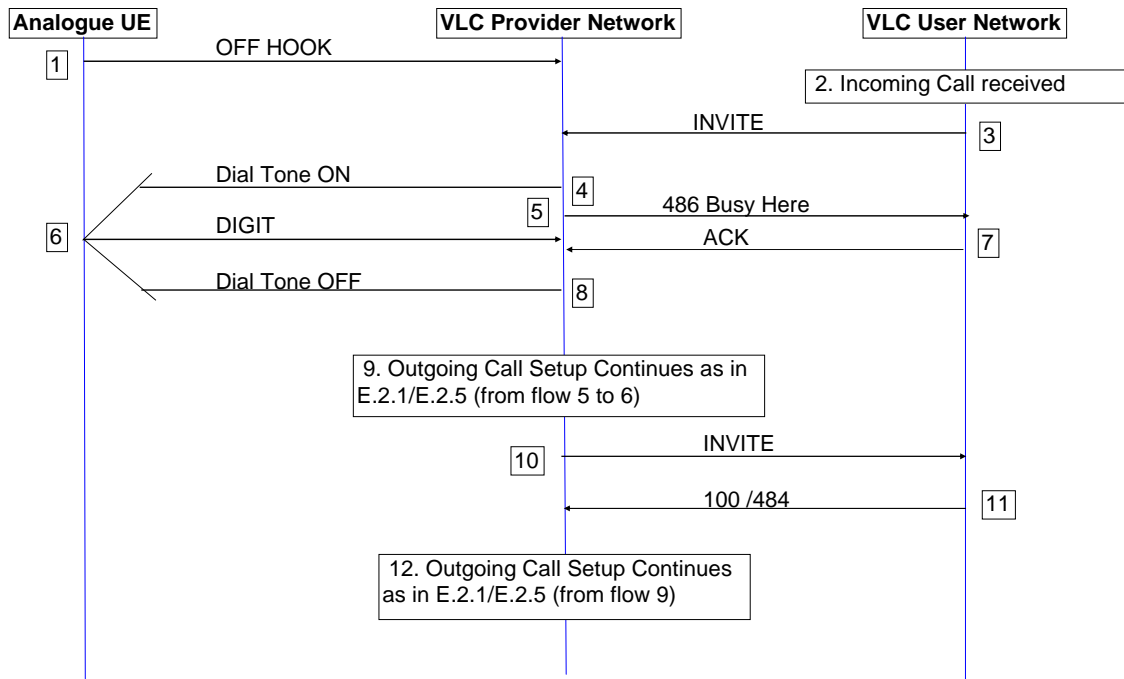 Analogue UE
VLC Provider Network
VLC User Network
OFF HOOK
1
2. Incoming Call received
INVITE
3
Dial Tone ON
4
5
486 Busy Here
6
DIGIT
ACK
7
Dial Tone OFF
8
9. Outgoing Call Setup Continues as in
E.2.1/E.2.5 (from flow 5 to 6)
INVITE
10
100 /484
11
12. Outgoing Call Setup Continues
as in E.2.1/E.2.5 (from flow 9)